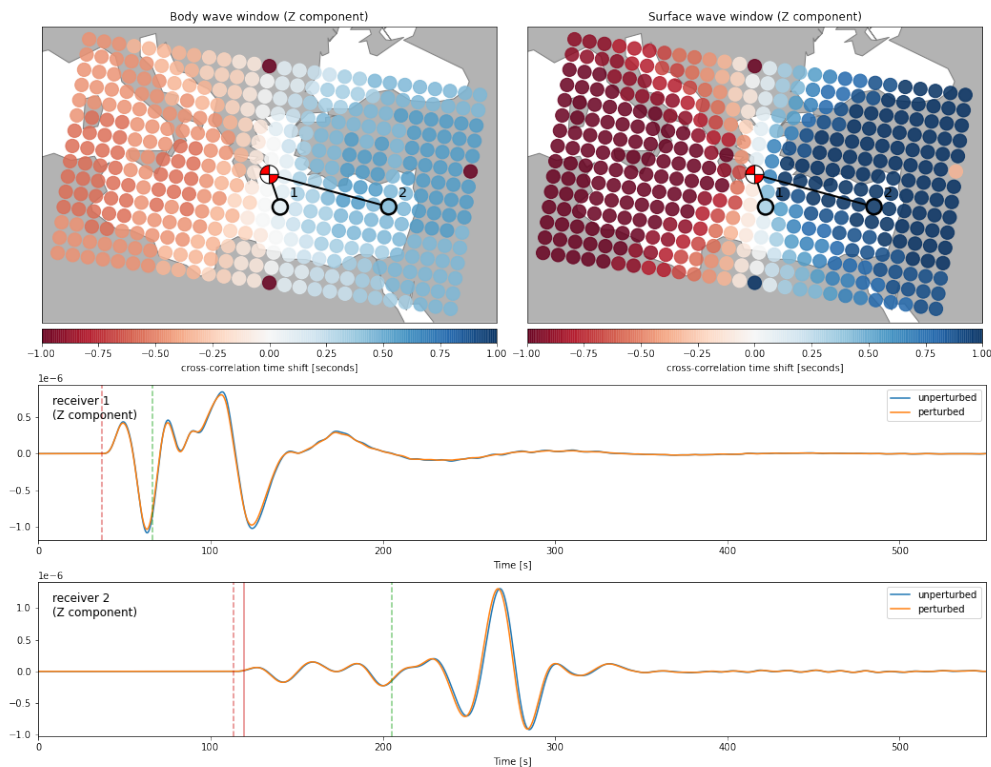 Body wave window (Z component)
Surface wave window (Z component)
1
2
1
2
−1.00 −0.75 −0.50 −0.25 0.00 0.25 0.50 0.75 1.00
cross-correlation time shift [seconds]
−1.00 −0.75 −0.50 −0.25 0.00 0.25 0.50 0.75 1.00
cross-correlation time shift [seconds]
1e−6
receiver 1
(Z component)
unperturbed
perturbed
0.5
0.0
−0.5
−1.0
0 100 200 300 400 500
Time [s]
1e−6
receiver 2
(Z component)
unperturbed
perturbed
1.0
0.5
0.0
−0.5
−1.0
0 100 200 300 400 500
Time [s]